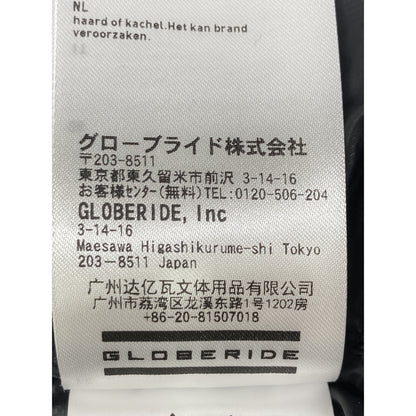 NL
haard of kachel.Het kan brand
veroorzaken.
グローブライド株式会社
〒203-8511
東京都東久留米市前沢 3-14-16
お客様センター(無料)TEL:0120-506-204
GLOBERIDE, Inc
3-14-16
Maesawa Higashikurume-shi Tokyo
203-8511 Japan
广州达亿瓦文体用品有限公司
广州市荔湾区龙溪东路1号1202房
+86-20-81507018
GLOBERIDE